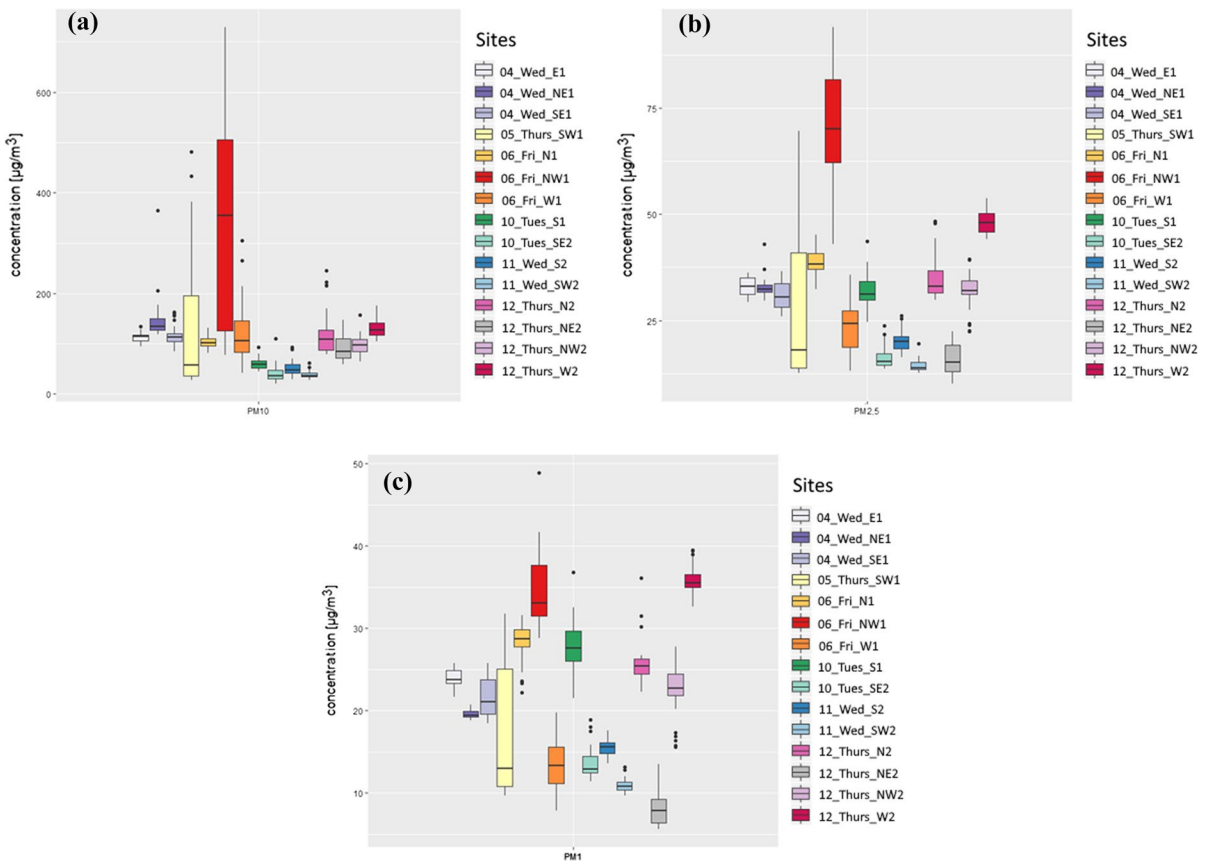 (a)
concentration [µg/m³]
600
400
200
0
PM10
Sites
04_Wed_E1
04_Wed_NE1
04_Wed_SE1
05_Thurs_SW1
06_Fri_N1
06_Fri_NW1
06_Fri_W1
10_Tues_S1
10_Tues_SE2
11_Wed_S2
11_Wed_SW2
12_Thurs_N2
12_Thurs_NE2
12_Thurs_NW2
12_Thurs_W2
(b)
concentration [µg/m³]
75
50
25
PM2.5
Sites
04_Wed_E1
04_Wed_NE1
04_Wed_SE1
05_Thurs_SW1
06_Fri_N1
06_Fri_NW1
06_Fri_W1
10_Tues_S1
10_Tues_SE2
11_Wed_S2
11_Wed_SW2
12_Thurs_N2
12_Thurs_NE2
12_Thurs_NW2
12_Thurs_W2
(c)
concentration [µg/m³]
50
40
30
20
10
PM1
Sites
04_Wed_E1
04_Wed_NE1
04_Wed_SE1
05_Thurs_SW1
06_Fri_N1
06_Fri_NW1
06_Fri_W1
10_Tues_S1
10_Tues_SE2
11_Wed_S2
11_Wed_SW2
12_Thurs_N2
12_Thurs_NE2
12_Thurs_NW2
12_Thurs_W2